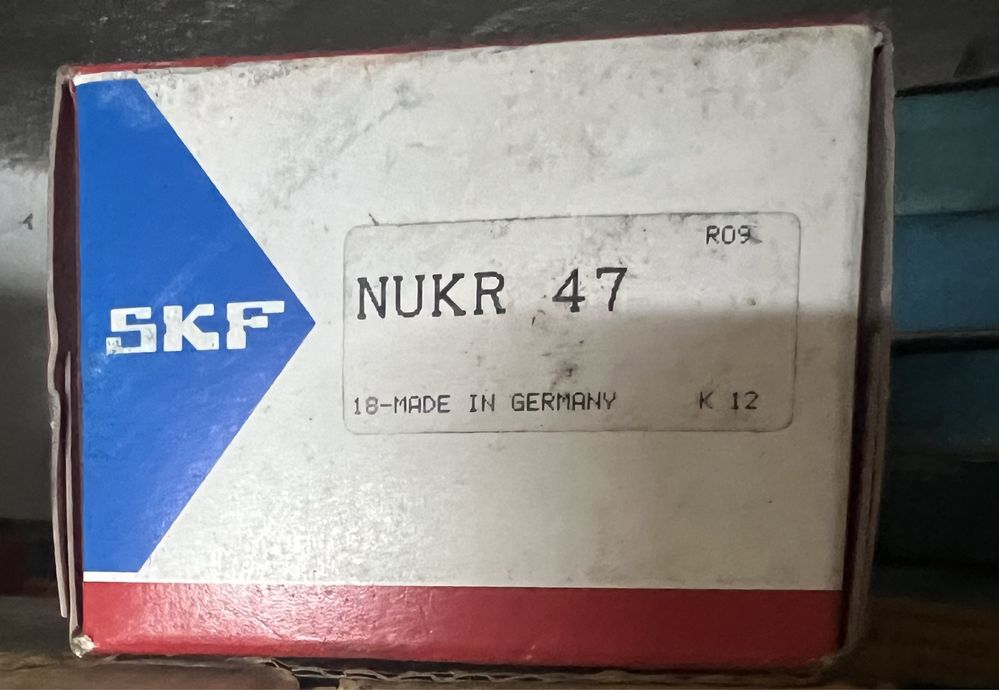 SKF
R09
NUKR 47
18-MADE IN GERMANY K 12